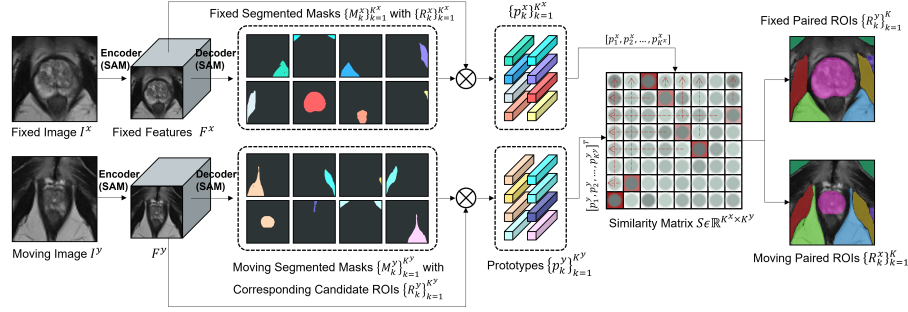 Fixed Segmented Masks {M_k^x}_{k=1}^{K^x} with {R_k^x}_{k=1}^{K^x}
{p_k^x}_{k=1}^{K^x}
Fixed Paired ROIs {R_k^y}_{k=1}^{K}
Encoder
(SAM)
Decoder
(SAM)
[p_1^x, p_2^x, ..., p_{K^x}^x]
Fixed Image I^x
Fixed Features F^x
Encoder
(SAM)
Decoder
(SAM)
[p_1^y, p_2^y, ..., p_{K^y}^y]^T
Similarity Matrix S∈ℝ^{K^x×K^y}
Moving Image I^y
F^y
Moving Segmented Masks {M_k^y}_{k=1}^{K^y} with
Corresponding Candidate ROIs {R_k^y}_{k=1}^{K^y}
Prototypes {p_k^y}_{k=1}^{K^y}
Moving Paired ROIs {R_k^x}_{k=1}^{K}